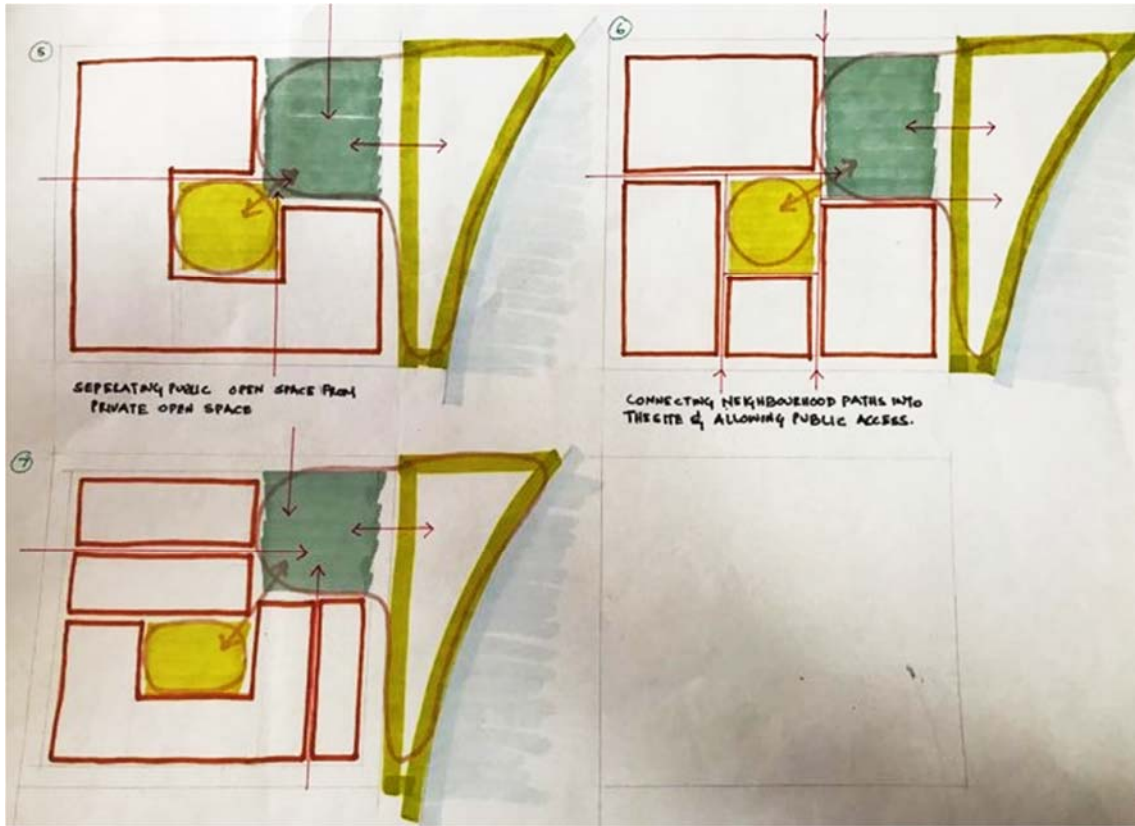 5
6
SEPERATING PUBLIC OPEN SPACE FROM
PRIVATE OPEN SPACE
CONNECTING NEIGHBOURHOOD PATHS INTO
THE SITE & ALLOWING PUBLIC ACCESS.
7